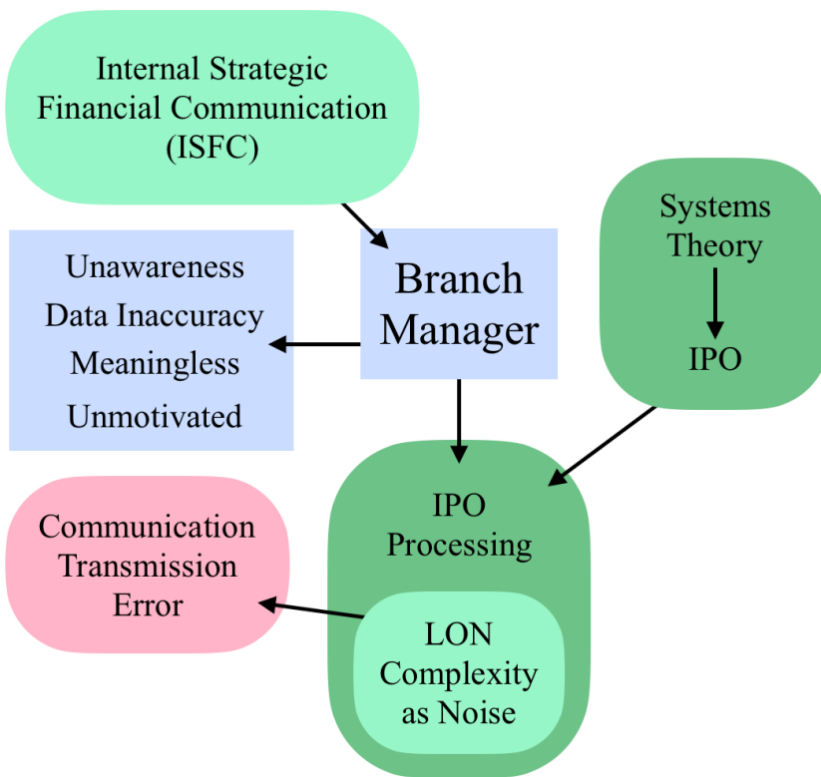 Internal Strategic
Financial Communication
(ISFC)
Systems
Theory
IPO
Branch
Manager
Unawareness
Data Inaccuracy
Meaningless
Unmotivated
IPO
Processing
Communication
Transmission
Error
LON
Complexity
as Noise